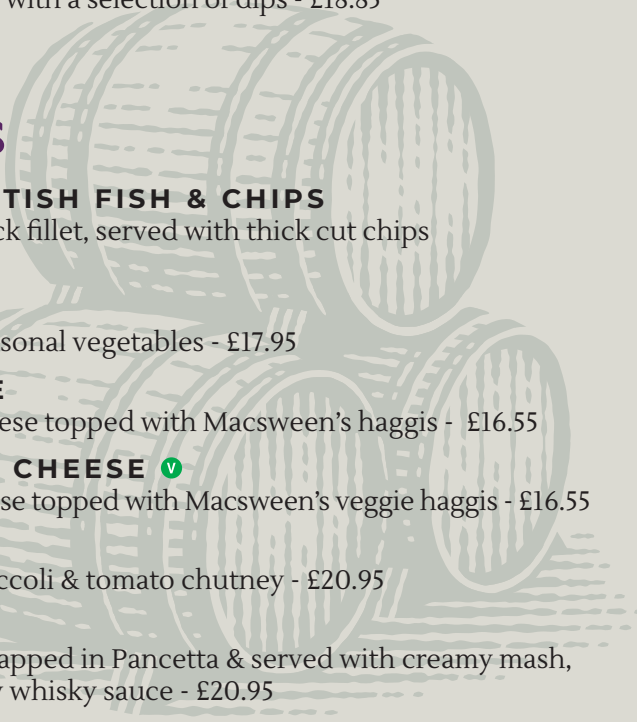 with a selection of dips - £18.85
S
TISH FISH & CHIPS
ck fillet, served with thick cut chips
sonal vegetables - £17.95
E
ese topped with Macsween's haggis - £16.55
CHEESE V
se topped with Macsween's veggie haggis - £16.55
ccoli & tomato chutney - £20.95
apped in Pancetta & served with creamy mash,
y whisky sauce - £20.95